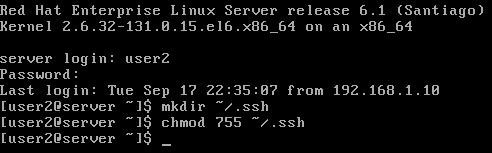 Red Hat Enterprise Linux Server release 6.1 (Santiago)
Kernel 2.6.32-131.0.15.el6.x86_64 on an x86_64
server login: user2
Password:
Last login: Tue Sep 17 22:35:07 from 192.168.1.10
[user2@server ~]$ mkdir ~/.ssh
[user2@server ~]$ chmod 755 ~/.ssh
[user2@server ~]$ _